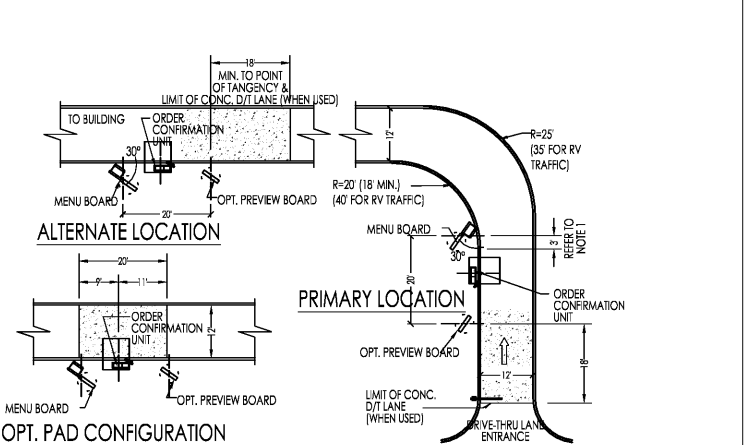 18'
MIN. TO POINT
OF TANGENCY &
LIMIT OF CONC. D/T LANE (WHEN USED)
TO BUILDING
ORDER
CONFIRMATION
UNIT
30°
MENU BOARD
OPT. PREVIEW BOARD
20'
ALTERNATE LOCATION
12'
R=25'
(35' FOR RV
TRAFFIC)
R=20' (18' MIN.)
(40' FOR RV TRAFFIC)
MENU BOARD
30°
3'
REFER TO
NOTE 1
20'
PRIMARY LOCATION
ORDER
CONFIRMATION
UNIT
OPT. PREVIEW BOARD
18'
12'
LIMIT OF CONC.
D/T LANE
(WHEN USED)
DRIVE-THRU LANE
ENTRANCE
20'
9'
11'
ORDER
CONFIRMATION
UNIT
12'
MENU BOARD
OPT. PREVIEW BOARD
OPT. PAD CONFIGURATION